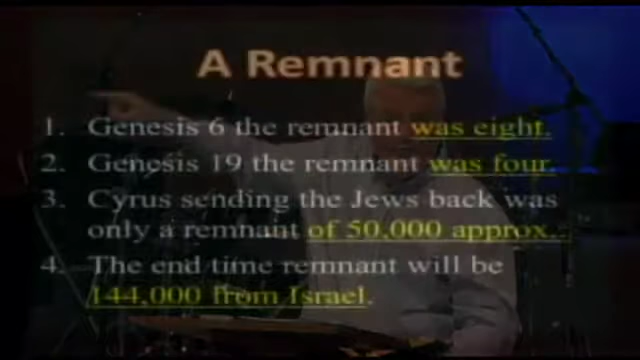 A Remnant
1. Genesis 6 the remnant was eight.
2. Genesis 19 the remnant was four.
3. Cyrus sending the Jews back was
only a remnant of 50,000 approx..
4. The end time remnant will be
144,000 from Israel.